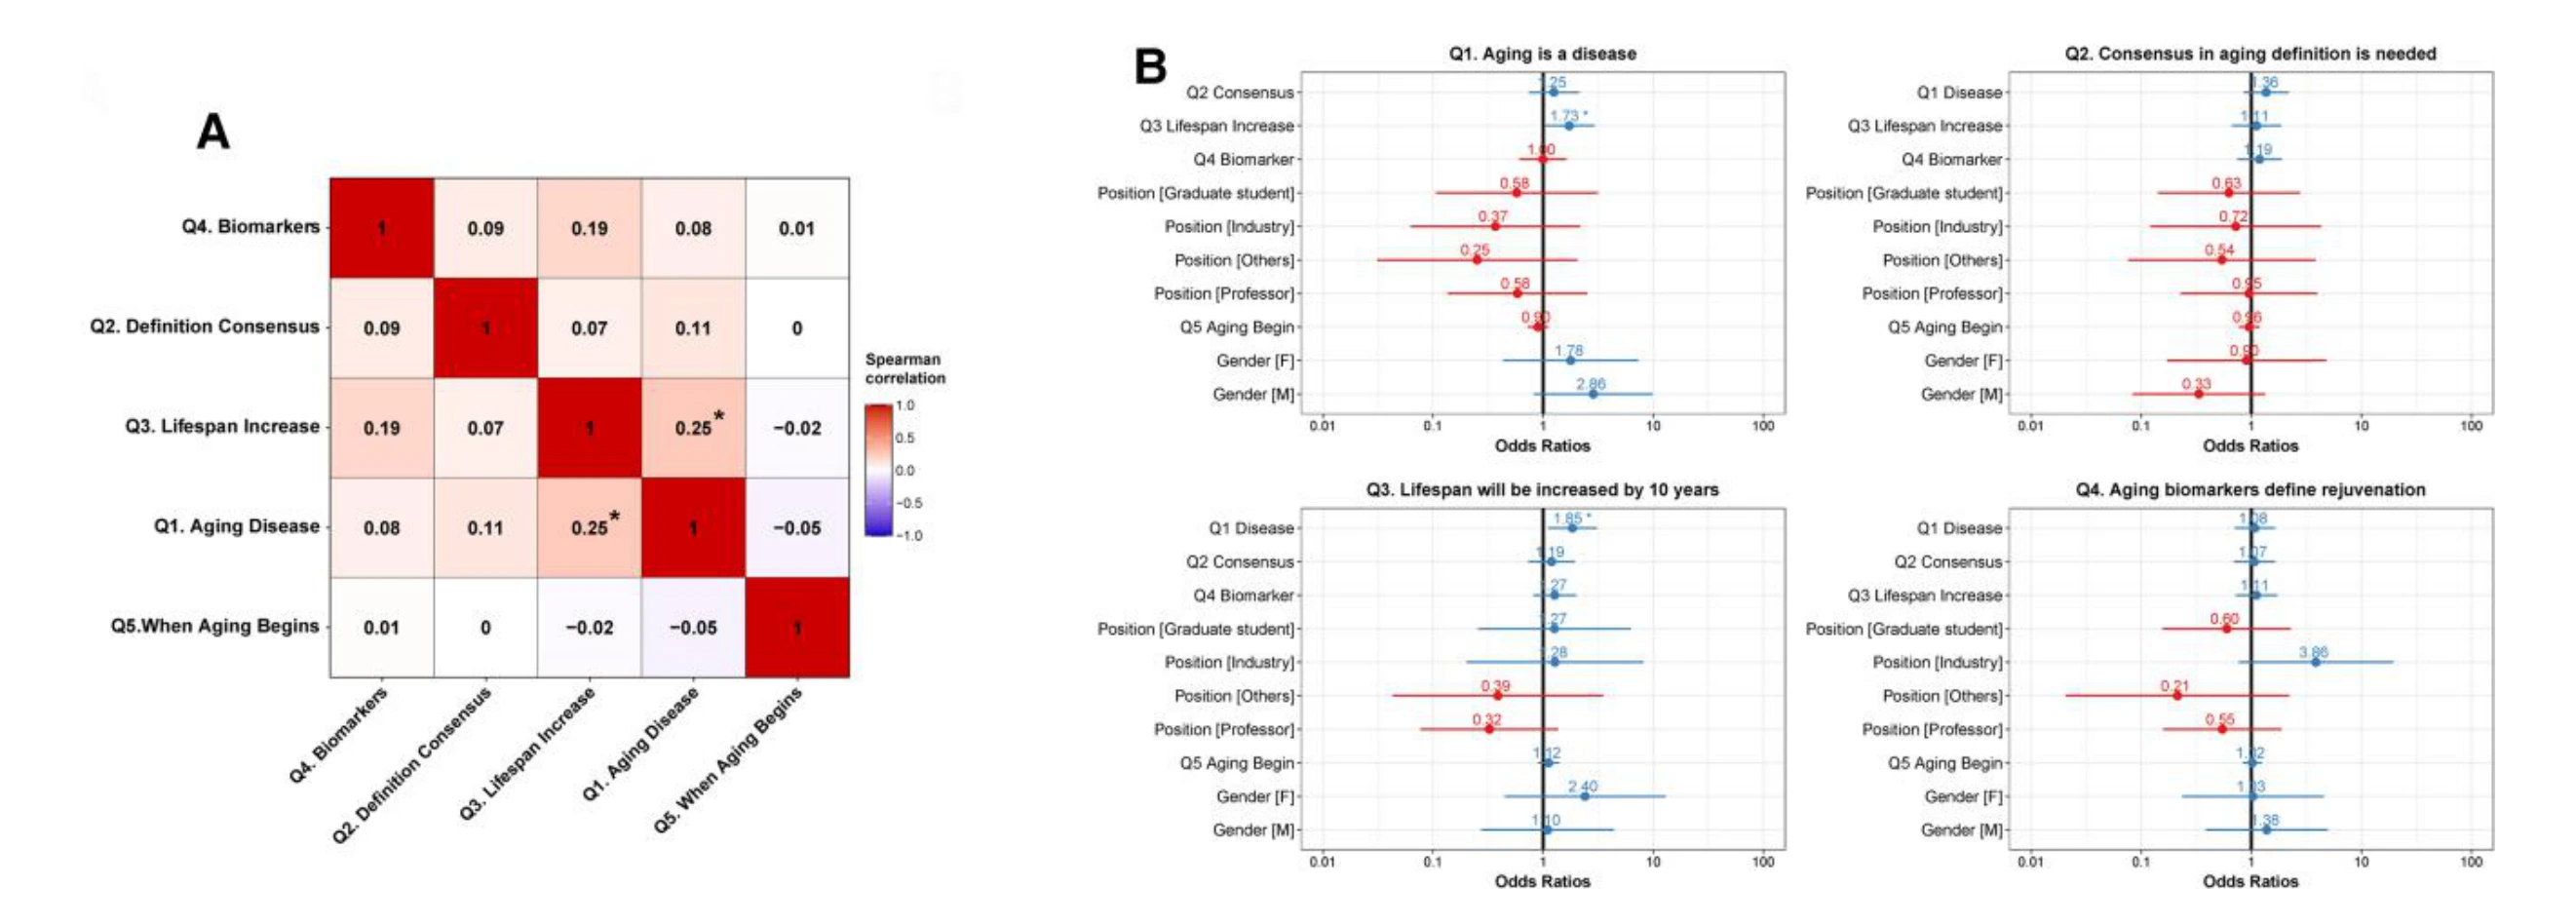 A
Q4. Biomarkers 1 0.09 0.19 0.08 0.01
Q2. Definition Consensus 0.09 1 0.07 0.11 0
Q3. Lifespan Increase 0.19 0.07 1 0.25* −0.02
Q1. Aging Disease 0.08 0.11 0.25* 1 −0.05
Q5.When Aging Begins 0.01 0 −0.02 −0.05 1
Q4. Biomarkers
Q2. Definition Consensus
Q3. Lifespan Increase
Q1. Aging Disease
Q5. When Aging Begins
Spearman
correlation
1.0
0.5
0.0
−0.5
−1.0
B
Q1. Aging is a disease
Q2 Consensus 1.25
Q3 Lifespan Increase 1.73 *
Q4 Biomarker 1.00
Position [Graduate student] 0.58
Position [Industry] 0.37
Position [Others] 0.25
Position [Professor] 0.58
Q5 Aging Begin 0.90
Gender [F] 1.78
Gender [M] 2.86
0.01 0.1 1 10 100
Odds Ratios
Q2. Consensus in aging definition is needed
Q1 Disease 1.36
Q3 Lifespan Increase 1.11
Q4 Biomarker 1.19
Position [Graduate student] 0.63
Position [Industry] 0.72
Position [Others] 0.54
Position [Professor] 0.95
Q5 Aging Begin 0.96
Gender [F] 0.90
Gender [M] 0.33
0.01 0.1 1 10 100
Odds Ratios
Q3. Lifespan will be increased by 10 years
Q1 Disease 1.85 *
Q2 Consensus 1.19
Q4 Biomarker 1.27
Position [Graduate student] 1.27
Position [Industry] 1.28
Position [Others] 0.39
Position [Professor] 0.32
Q5 Aging Begin 1.12
Gender [F] 2.40
Gender [M] 1.10
0.01 0.1 1 10 100
Odds Ratios
Q4. Aging biomarkers define rejuvenation
Q1 Disease 1.08
Q2 Consensus 1.07
Q3 Lifespan Increase 1.11
Position [Graduate student] 0.60
Position [Industry] 3.86
Position [Others] 0.21
Position [Professor] 0.55
Q5 Aging Begin 1.02
Gender [F] 1.03
Gender [M] 1.38
0.01 0.1 1 10 100
Odds Ratios